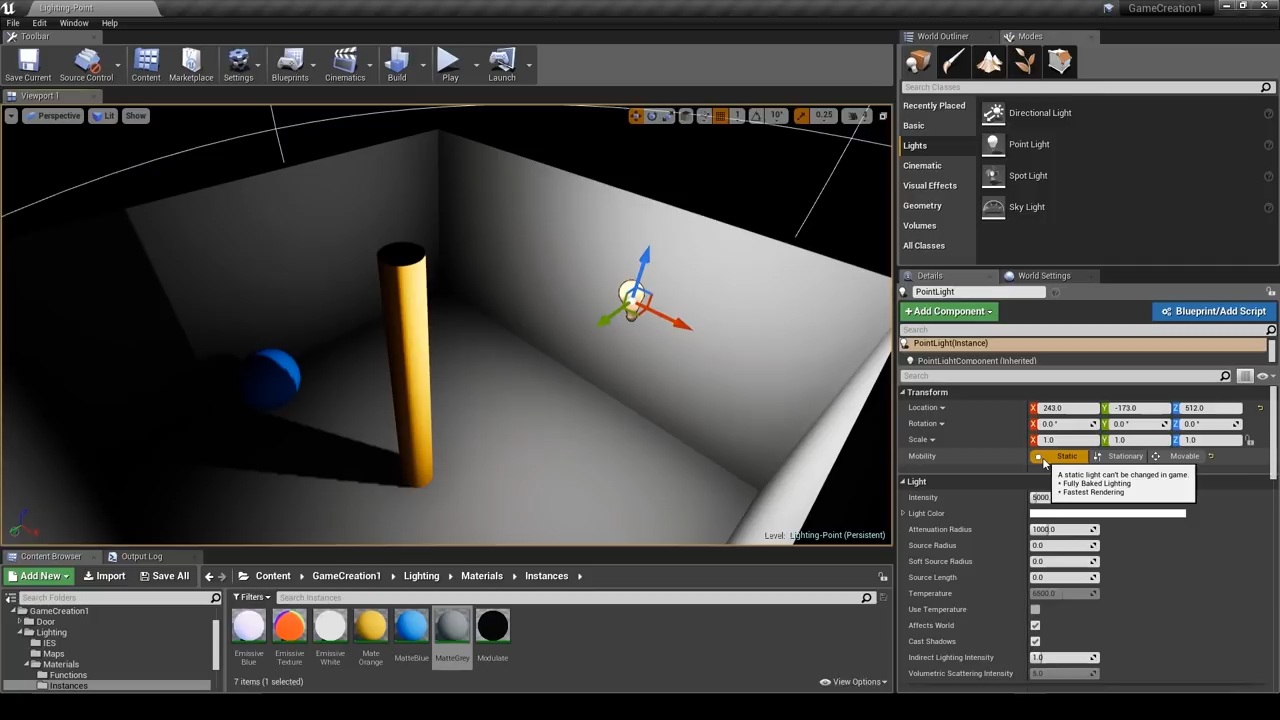 Lighting-Point
GameCreation1
File Edit Window Help
Toolbar
World Outliner Modes
Save Current Source Control Content Marketplace Settings Blueprints Cinematics Build Play Launch
Search Classes
Viewport 1
Perspective Lit Show 1 10° 0.25 4
Recently Placed
Basic
Lights
Cinematic
Visual Effects
Geometry
Volumes
All Classes
Directional Light
Point Light
Spot Light
Sky Light
Details World Settings
PointLight
+ Add Component Blueprint/Add Script
Search
PointLight(Instance)
PointLightComponent (Inherited)
Search
Transform
Location X 243.0 Y -173.0 Z 512.0
Rotation X 0.0 ° Y 0.0 ° Z 0.0 °
Scale X 1.0 Y 1.0 Z 1.0
Mobility Static Stationary Movable
A static light can't be changed in game.
• Fully Baked Lighting
• Fastest Rendering
Light
Intensity 5000.
Light Color
Attenuation Radius 1000.0
Source Radius 0.0
Soft Source Radius 0.0
Source Length 0.0
Temperature 6500.0
Use Temperature
Affects World
Cast Shadows
Indirect Lighting Intensity 1.0
Volumetric Scattering Intensity 5.0
Level: Lighting-Point (Persistent)
Content Browser Output Log
Add New Import Save All Content GameCreation1 Lighting Materials Instances
Search Folders
Filters Search Instances
GameCreation1
Door
Lighting
IES
Maps
Materials
Functions
Instances
Emissive Blue
Emissive Texture
Emissive White
Mate Orange
MatteBlue
MatteGrey
Modulate
7 items (1 selected) View Options